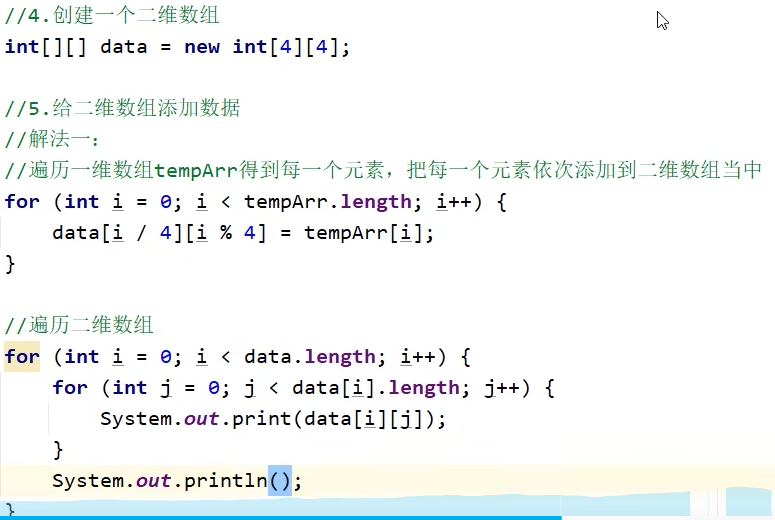 //4.创建一个二维数组
int[][] data = new int[4][4];
//5.给二维数组添加数据
//解法一：
//遍历一维数组tempArr得到每一个元素，把每一个元素依次添加到二维数组当中
for (int i = 0; i < tempArr.length; i++) {
    data[i / 4][i % 4] = tempArr[i];
}
//遍历二维数组
for (int i = 0; i < data.length; i++) {
    for (int j = 0; j < data[i].length; j++) {
        System.out.print(data[i][j]);
    }
    System.out.println();
}